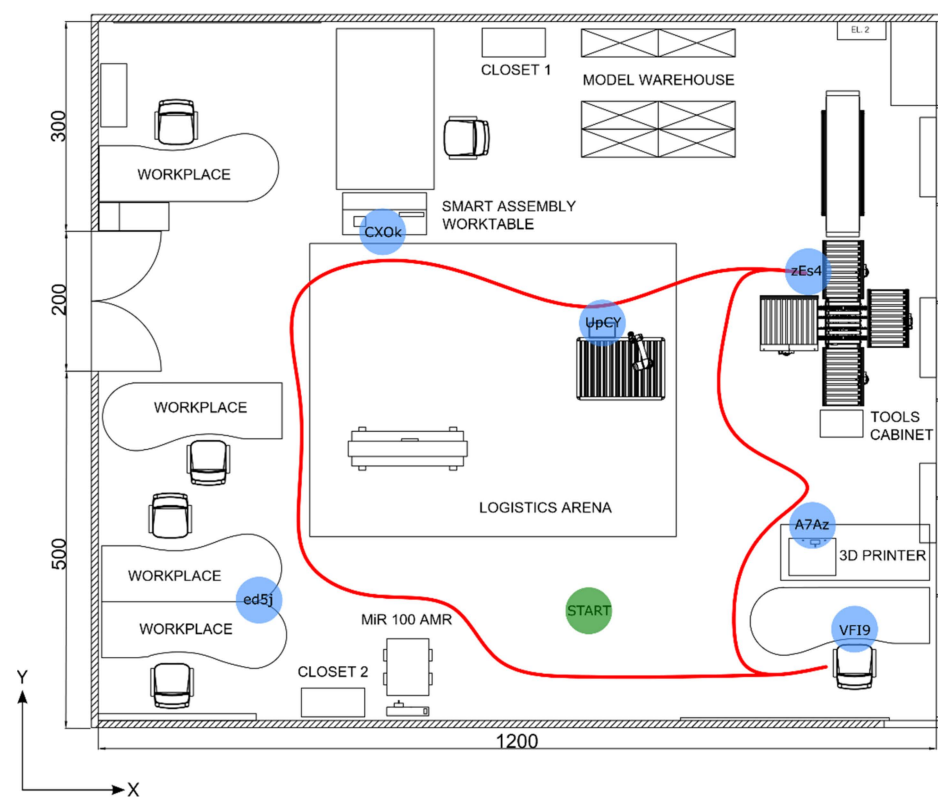 EL. 2
CLOSET 1
MODEL WAREHOUSE
300
WORKPLACE
SMART ASSEMBLY
WORKTABLE
CXOk
zEs4
200
UpCY
WORKPLACE
TOOLS
CABINET
LOGISTICS ARENA
A7Az
500
3D PRINTER
WORKPLACE
ed5j
START
MiR 100 AMR
WORKPLACE
VFI9
CLOSET 2
Y
1200
X